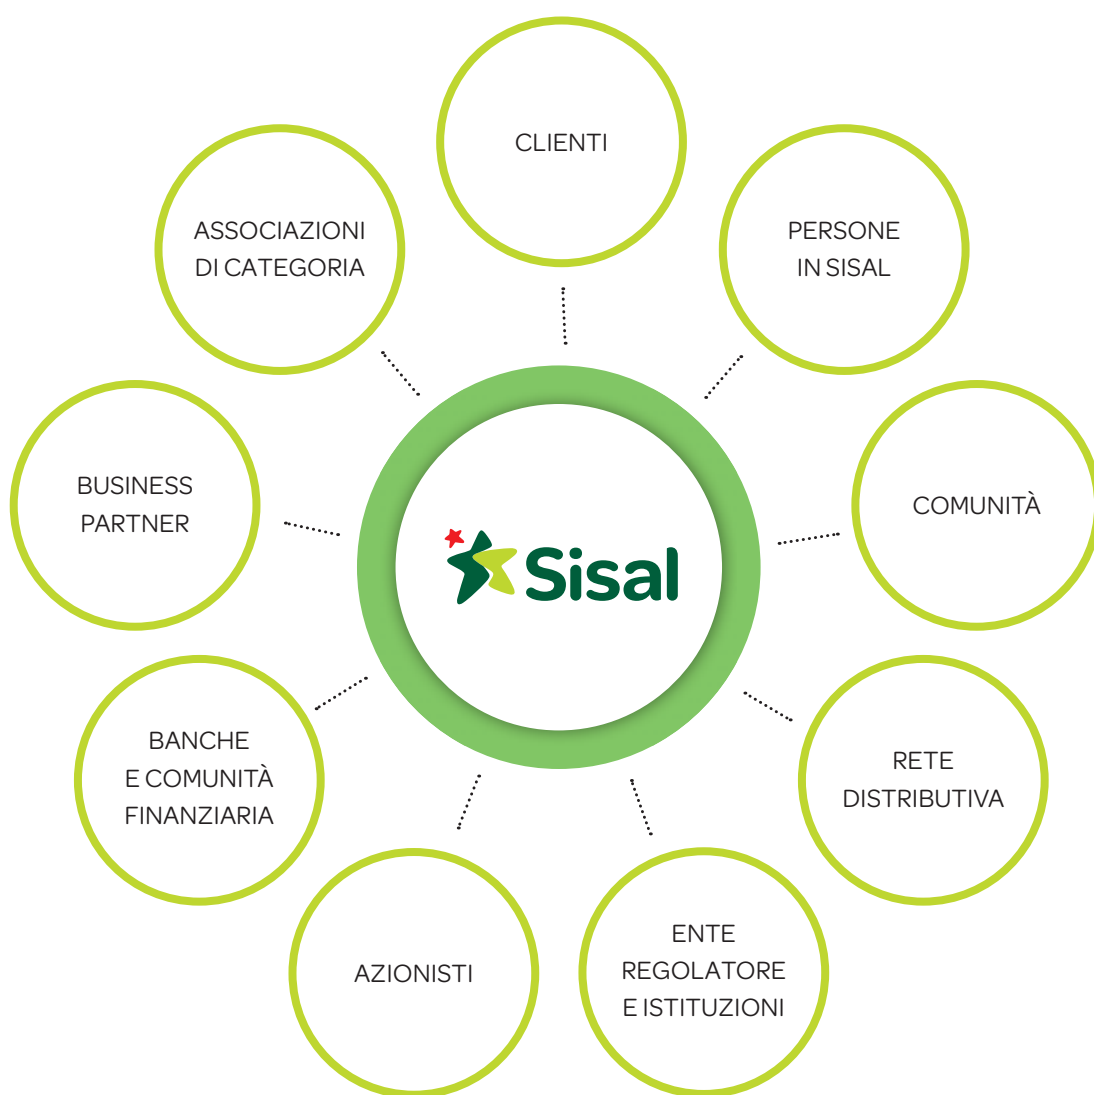 CLIENTI
PERSONE
IN SISAL
COMUNITÀ
RETE
DISTRIBUTIVA
ENTE
REGOLATORE
E ISTITUZIONI
AZIONISTI
BANCHE
E COMUNITÀ
FINANZIARIA
BUSINESS
PARTNER
ASSOCIAZIONI
DI CATEGORIA
Sisal